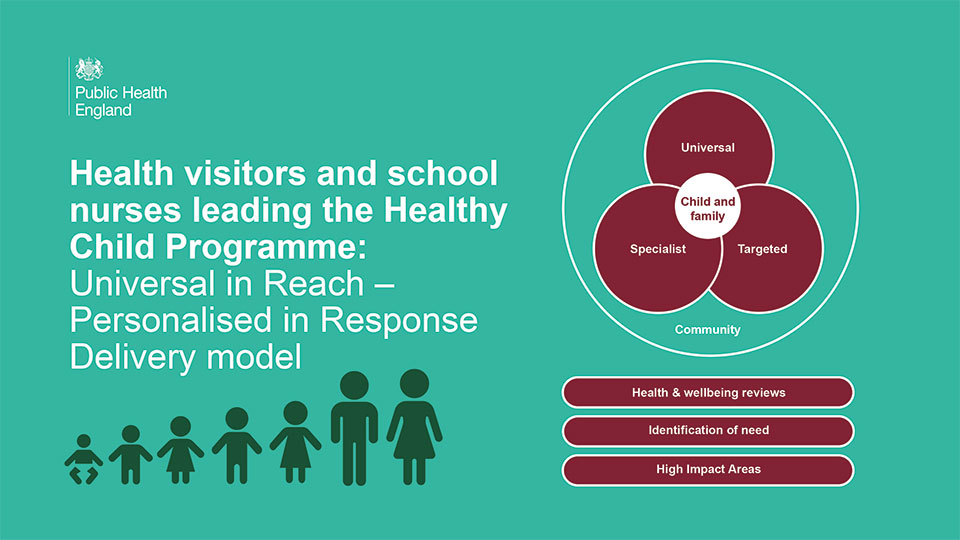 Public Health
England
Health visitors and school
nurses leading the Healthy
Child Programme:
Universal in Reach –
Personalised in Response
Delivery model
Universal
Child and
family
Specialist
Targeted
Community
Health & wellbeing reviews
Identification of need
High Impact Areas